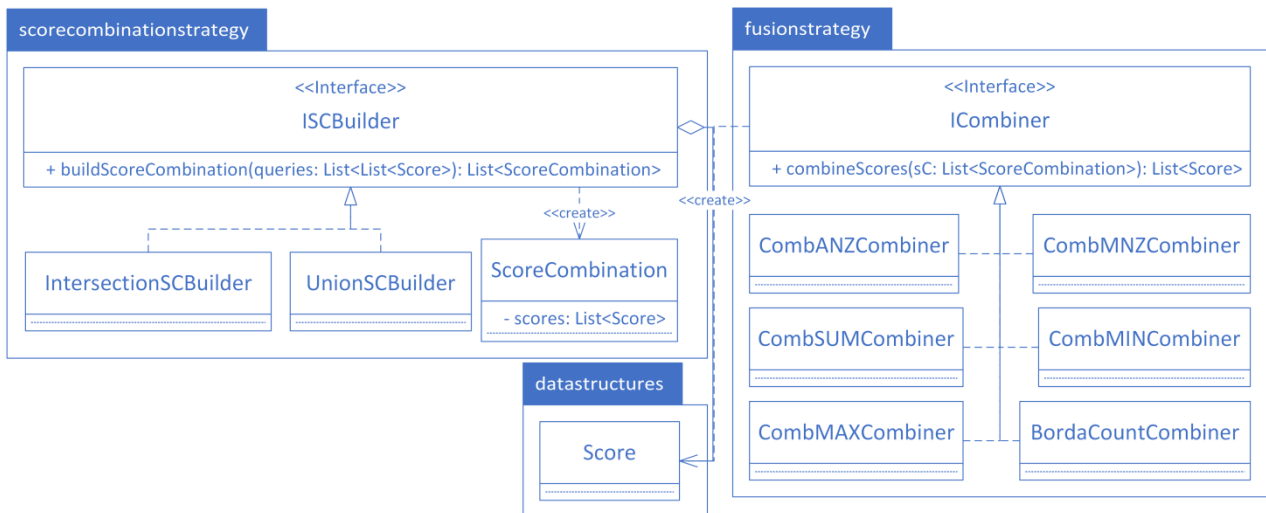 scorecombinationstrategy
<<Interface>>
ISCBuilder
+ buildScoreCombination(queries: List<List<Score>): List<ScoreCombination>
<<create>>
IntersectionSCBuilder
UnionSCBuilder
ScoreCombination
- scores: List<Score>
<<create>>
datastructures
Score
fusionstrategy
<<Interface>>
ICombiner
+ combineScores(sC: List<ScoreCombination>): List<Score>
CombANZCombiner
CombMNZCombiner
CombSUMCombiner
CombMINCombiner
CombMAXCombiner
BordaCountCombiner